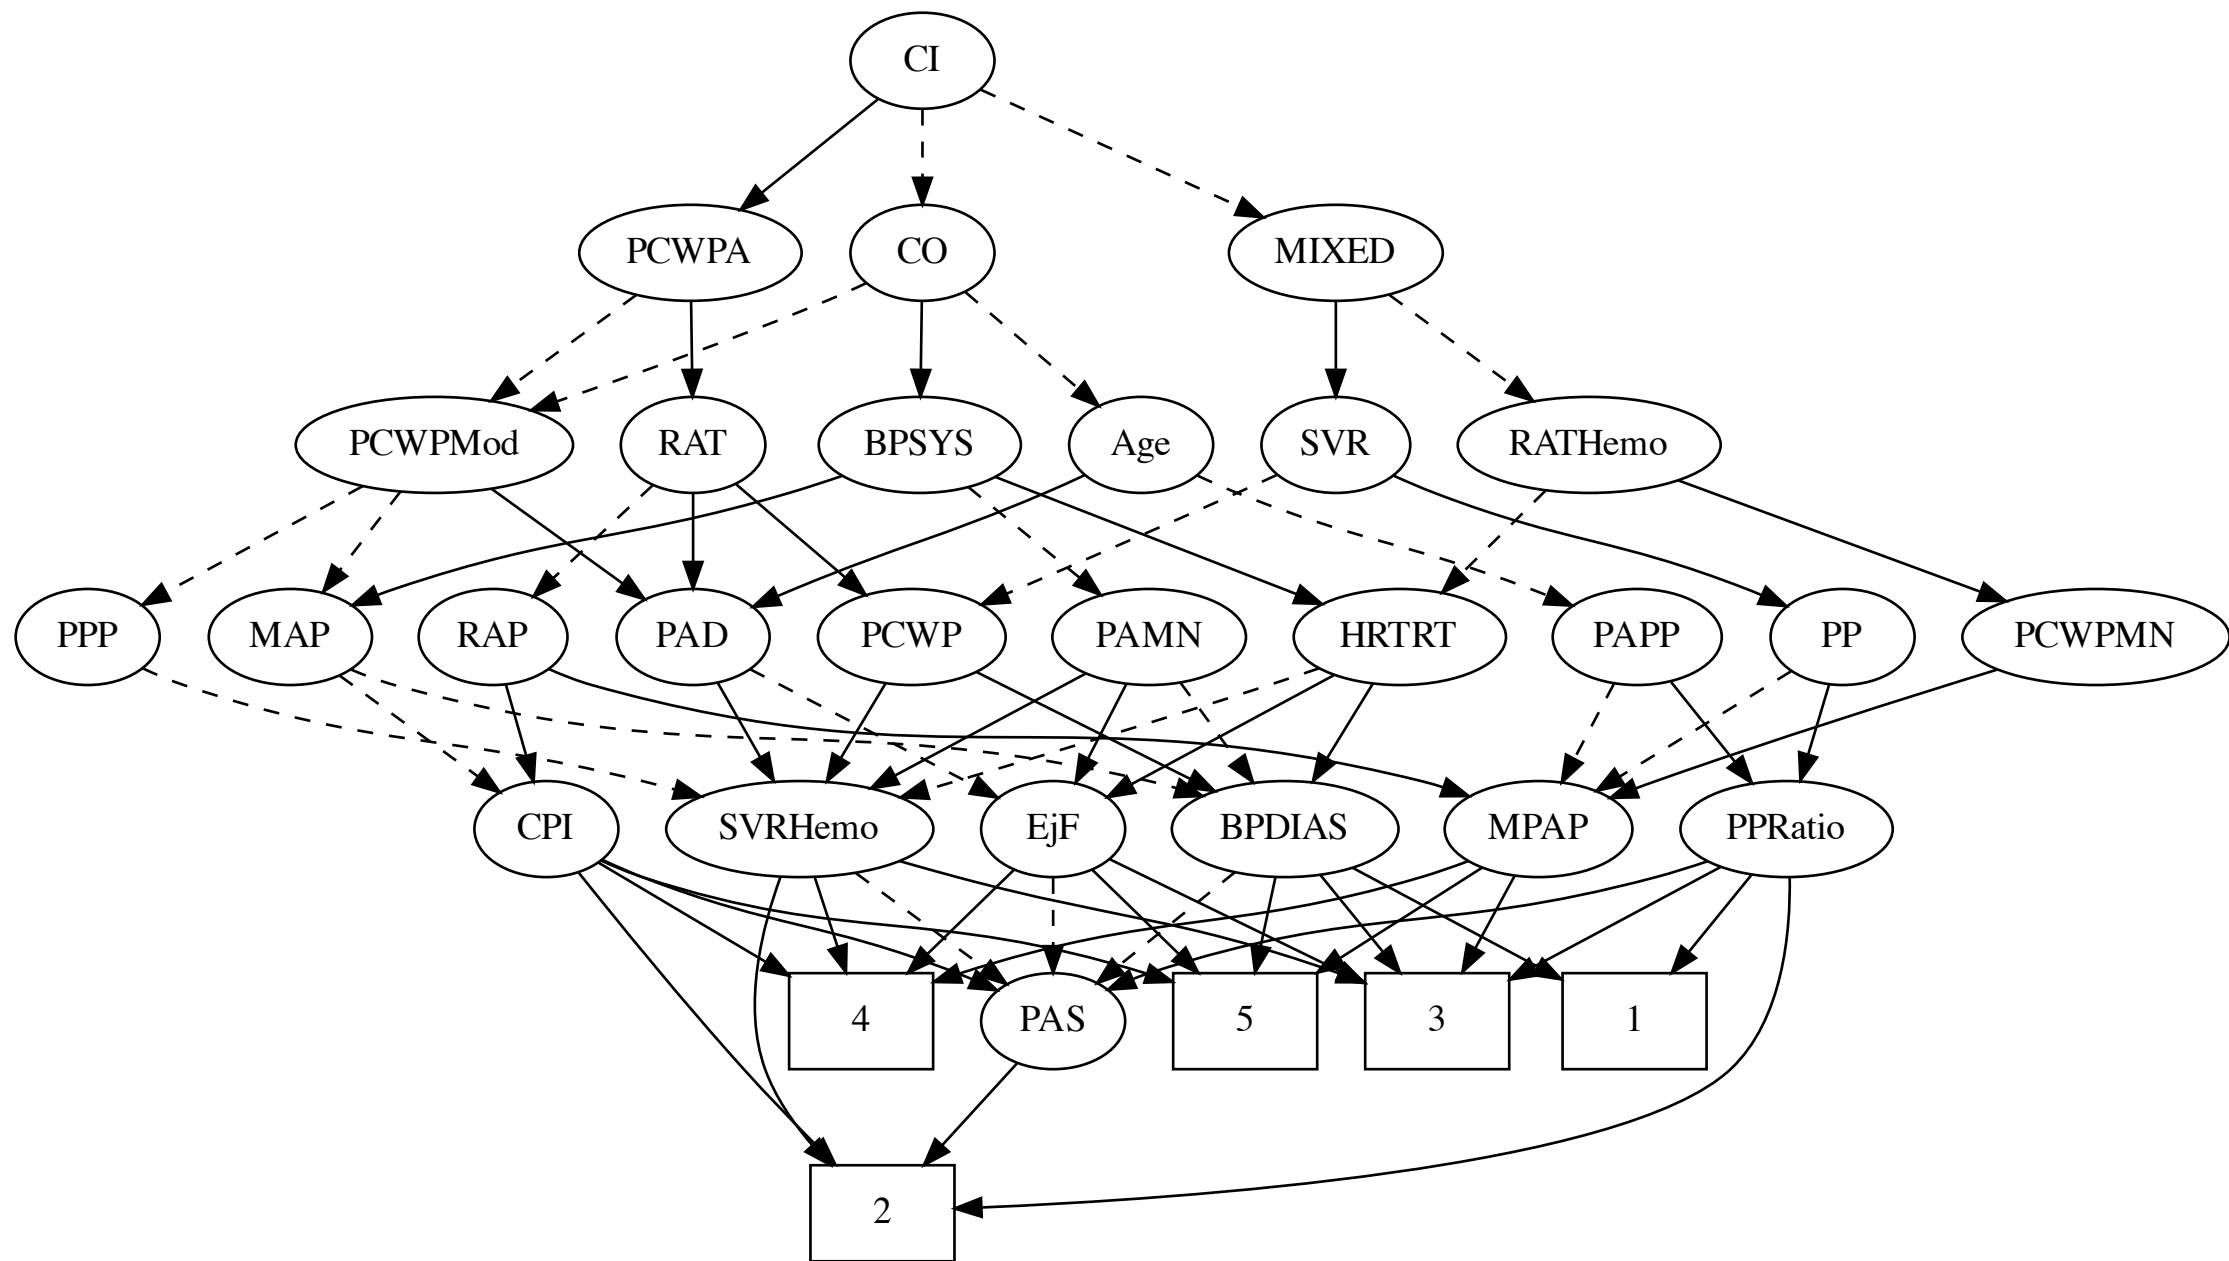 CI
PCWPA
CO
MIXED
PCWPMod
RAT
BPSYS
Age
SVR
RATHemo
PPP
MAP
RAP
PAD
PCWP
PAMN
HRTRT
PAPP
PP
PCWPMN
CPI
SVRHemo
EjF
BPDIAS
MPAP
PPRatio
4
PAS
5
3
1
2